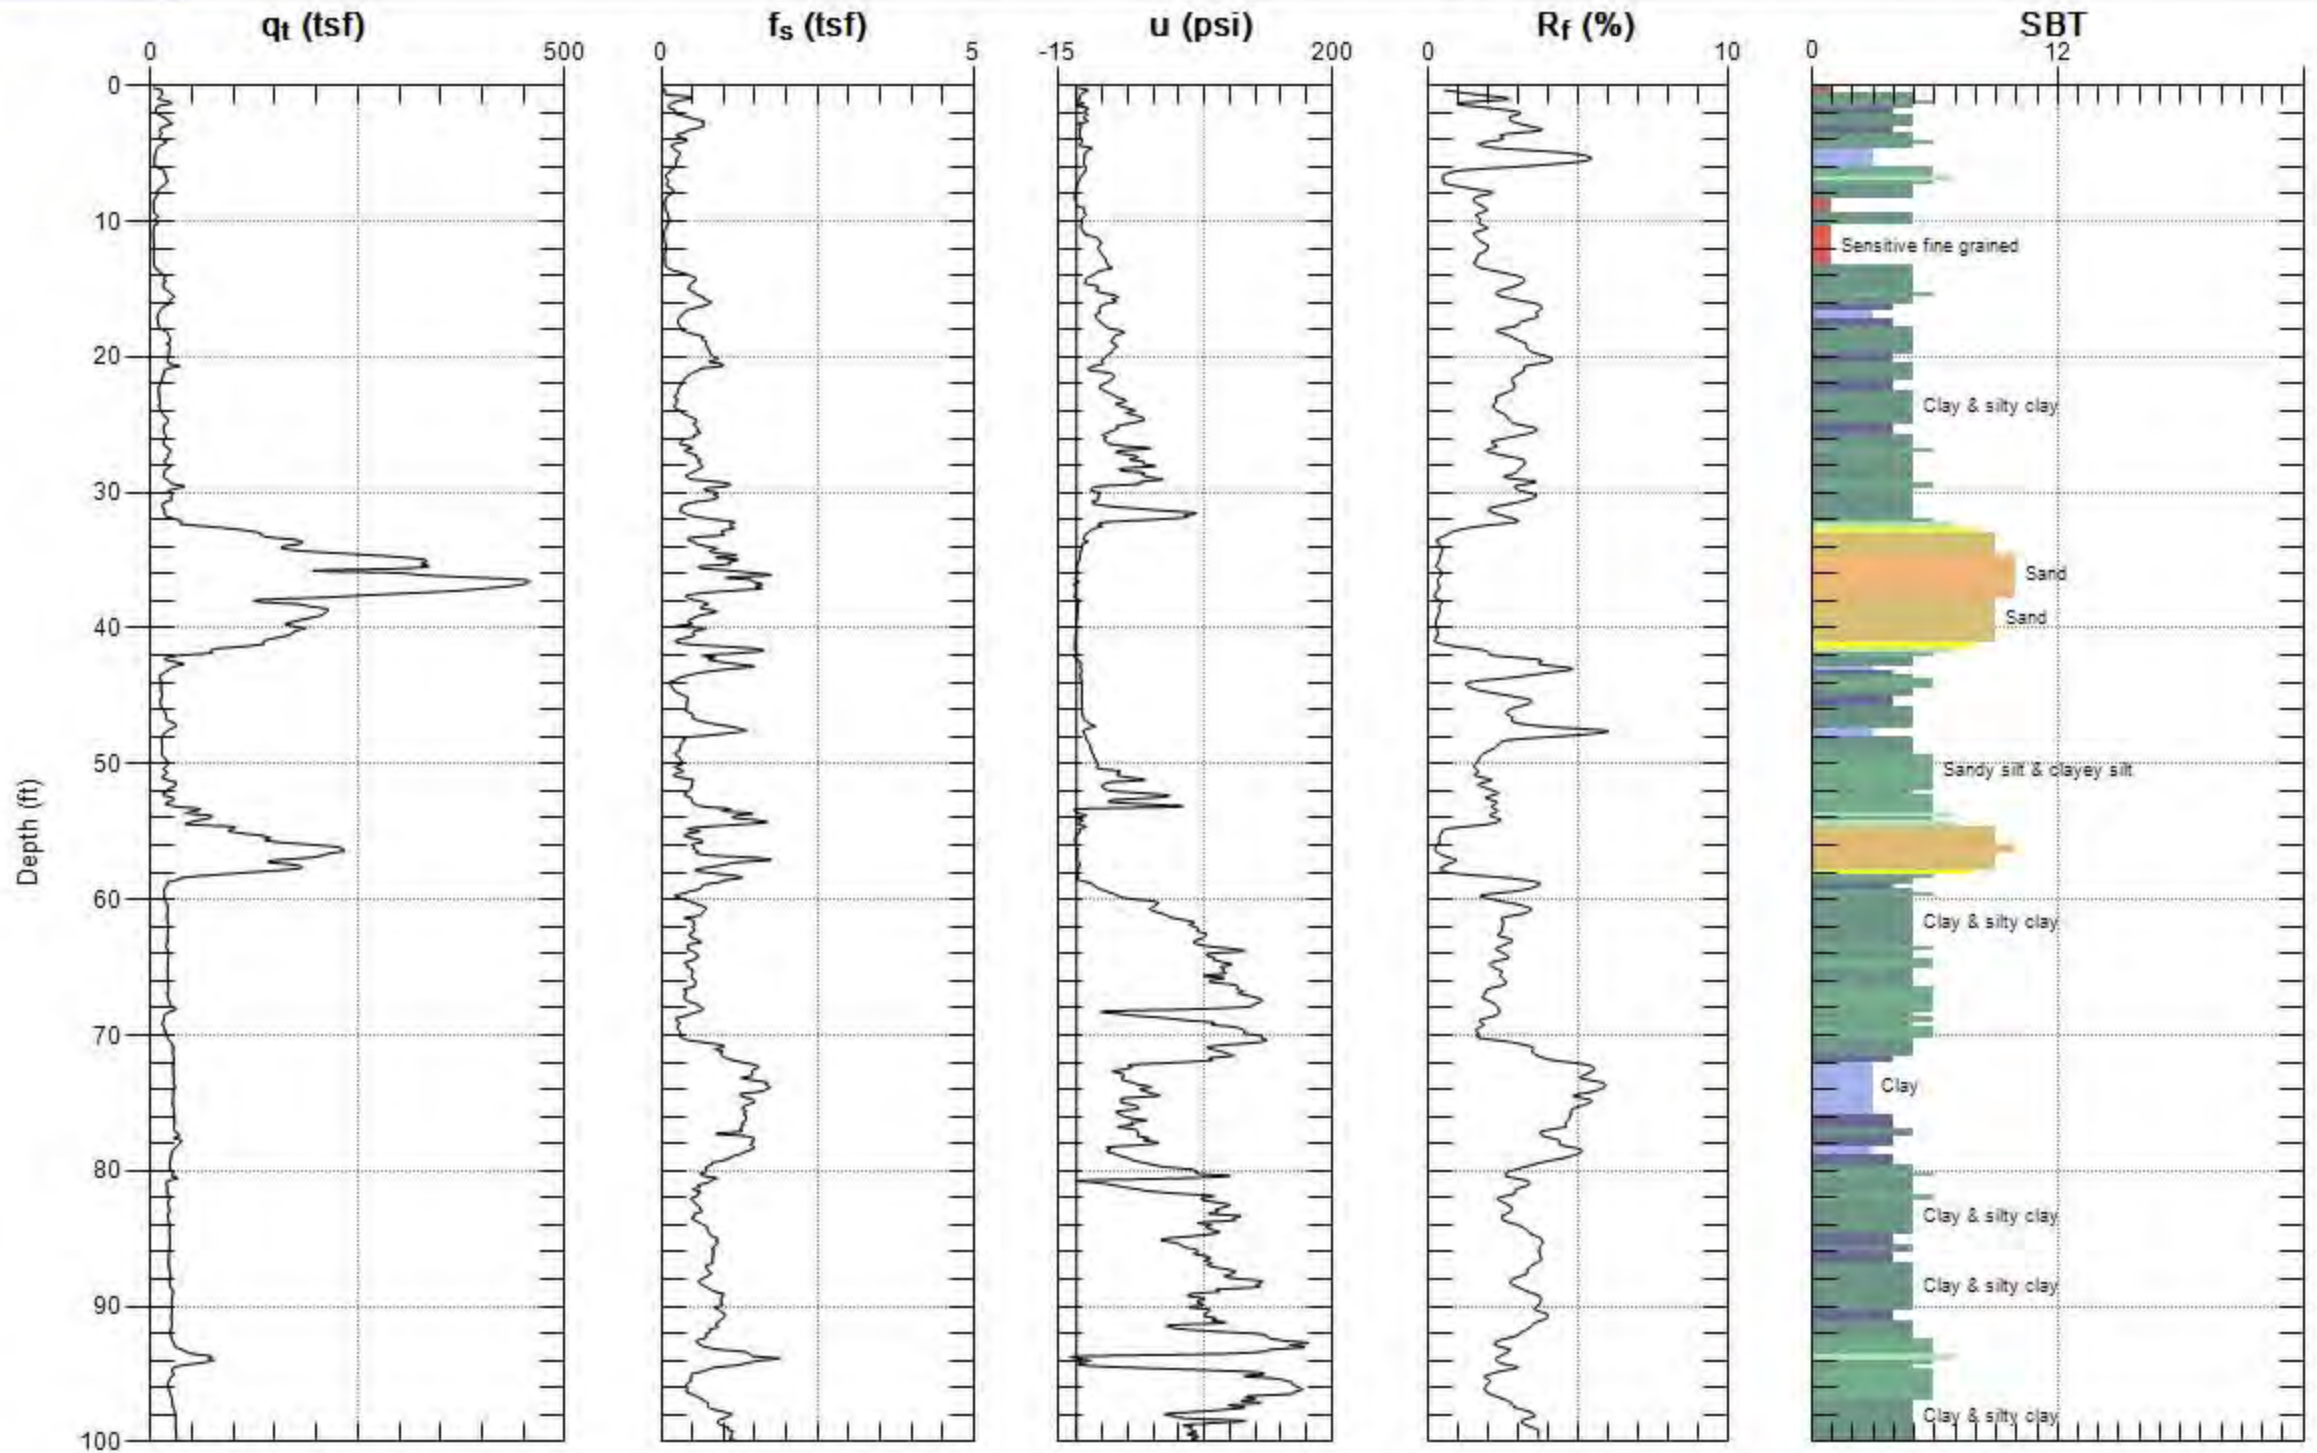 qt (tsf) fs (tsf) u (psi) Rf (%) SBT
0 500 0 5 -15 200 0 10 0 12
0
10
Sensitive fine grained
20
Clay & silty clay
30
Sand
Sand
40
50
Sandy silt & clayey silt
Depth (ft)
60
Clay & silty clay
70
Clay
80
Clay & silty clay
Clay & silty clay
90
Clay & silty clay
100